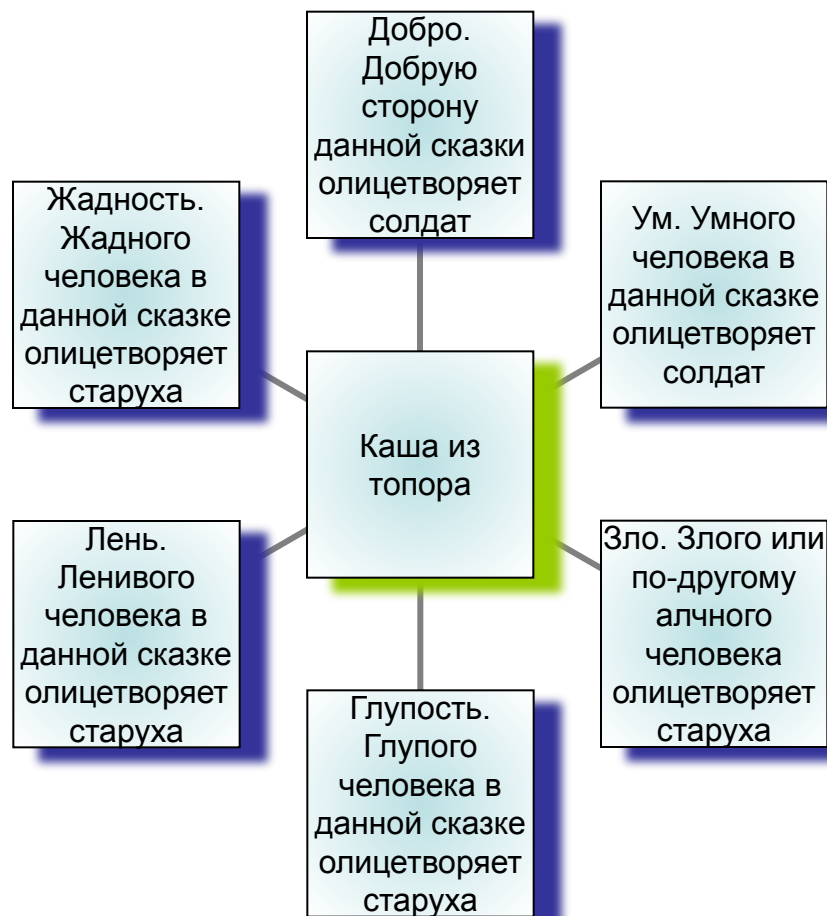 Добро.
Добрую
сторону
данной сказки
олицетворяет
солдат
Жадность.
Жадного
человека в
данной сказке
олицетворяет
старуха
Ум. Умного
человека в
данной сказке
олицетворяет
солдат
Каша из
топора
Лень.
Ленивого
человека в
данной сказке
олицетворяет
старуха
Зло. Злого или
по-другому
алчного
человека
олицетворяет
старуха
Глупость.
Глупого
человека в
данной сказке
олицетворяет
старуха